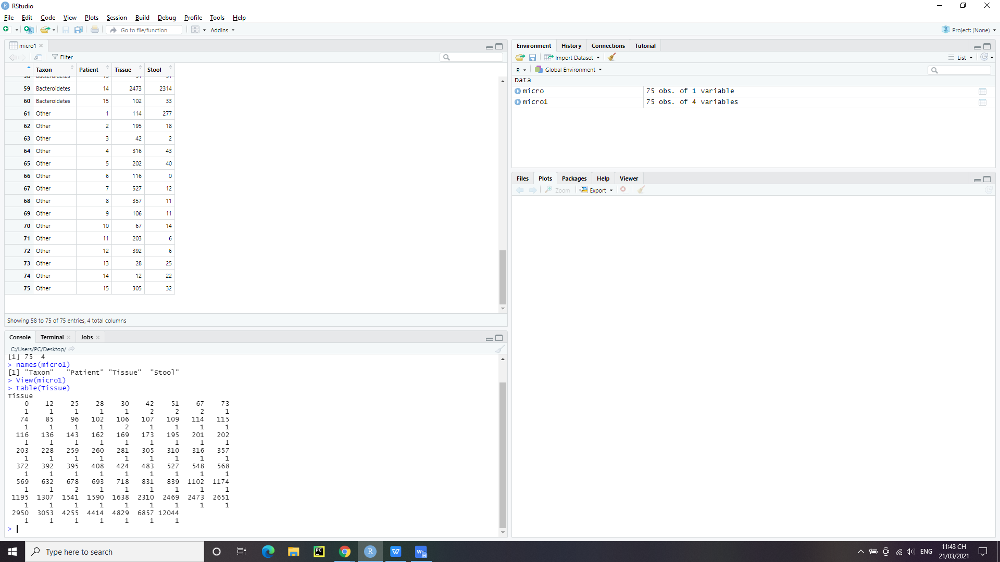 RStudio
File Edit Code View Plots Session Build Debug Profile Tools Help
Go to file/function Addins Project: (None)
micro1
Filter
Taxon Patient Tissue Stool
58 Bacteroidetes 13 51 51
59 Bacteroidetes 14 2473 2314
60 Bacteroidetes 15 102 33
61 Other 1 114 277
62 Other 2 195 18
63 Other 3 42 2
64 Other 4 316 43
65 Other 5 202 40
66 Other 6 116 0
67 Other 7 527 12
68 Other 8 357 11
69 Other 9 106 11
70 Other 10 67 14
71 Other 11 203 6
72 Other 12 392 6
73 Other 13 28 25
74 Other 14 12 22
75 Other 15 305 32
Showing 58 to 75 of 75 entries, 4 total columns
Console Terminal Jobs
C:/Users/PC/Desktop/
[1] 75 4
> names(micro1)
[1] "Taxon" "Patient" "Tissue" "Stool"
> View(micro1)
> table(Tissue)
Tissue
0 12 25 28 30 42 51 67 73
1 1 1 1 1 2 2 2 1
74 85 96 102 106 107 109 114 115
1 1 1 1 2 1 1 1 1
116 136 143 162 169 173 195 201 202
1 1 1 1 1 1 1 1 1
203 228 259 260 281 305 310 316 357
1 1 1 1 1 1 1 1 1
372 392 395 408 424 483 527 548 568
1 1 1 1 1 1 1 1 1
569 632 678 693 718 831 839 1102 1174
1 1 2 1 1 1 1 1 1
1195 1307 1541 1590 1638 2310 2469 2473 2651
1 1 1 1 1 1 1 1 1
2950 3053 4255 4414 4829 6857 12044
1 1 1 1 1 1 1
>
Environment History Connections Tutorial
Import Dataset List
R Global Environment
Data
micro 75 obs. of 1 variable
micro1 75 obs. of 4 variables
Files Plots Packages Help Viewer
Zoom Export
Type here to search
ENG
11:43 CH
21/03/2021